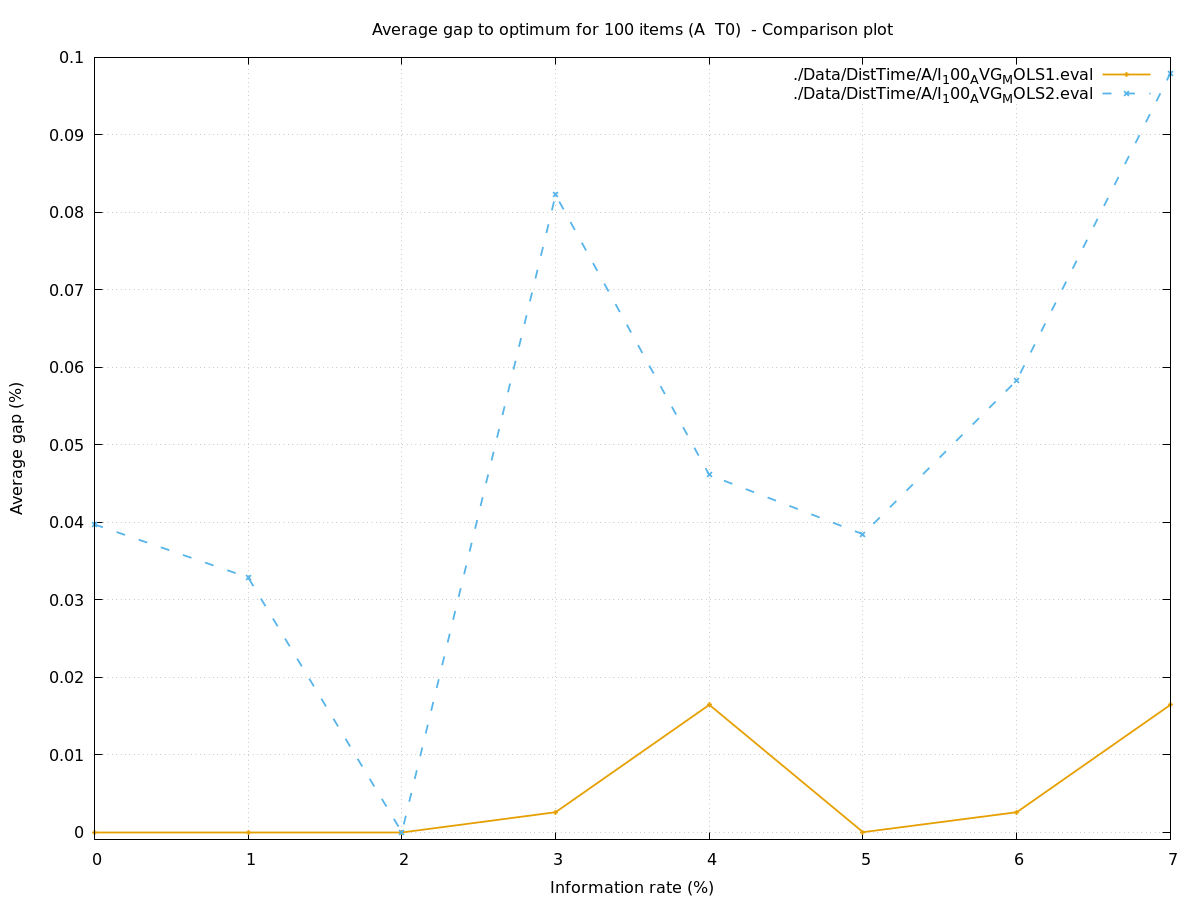 Average gap to optimum for 100 items (A  T0)  - Comparison plot
./Data/DistTime/A/I₁00_AVG_MOLS1.eval
./Data/DistTime/A/I₁00_AVG_MOLS2.eval
0.1
0.09
0.08
0.07
0.06
0.05
0.04
0.03
0.02
0.01
0
Average gap (%)
0 1 2 3 4 5 6 7
Information rate (%)